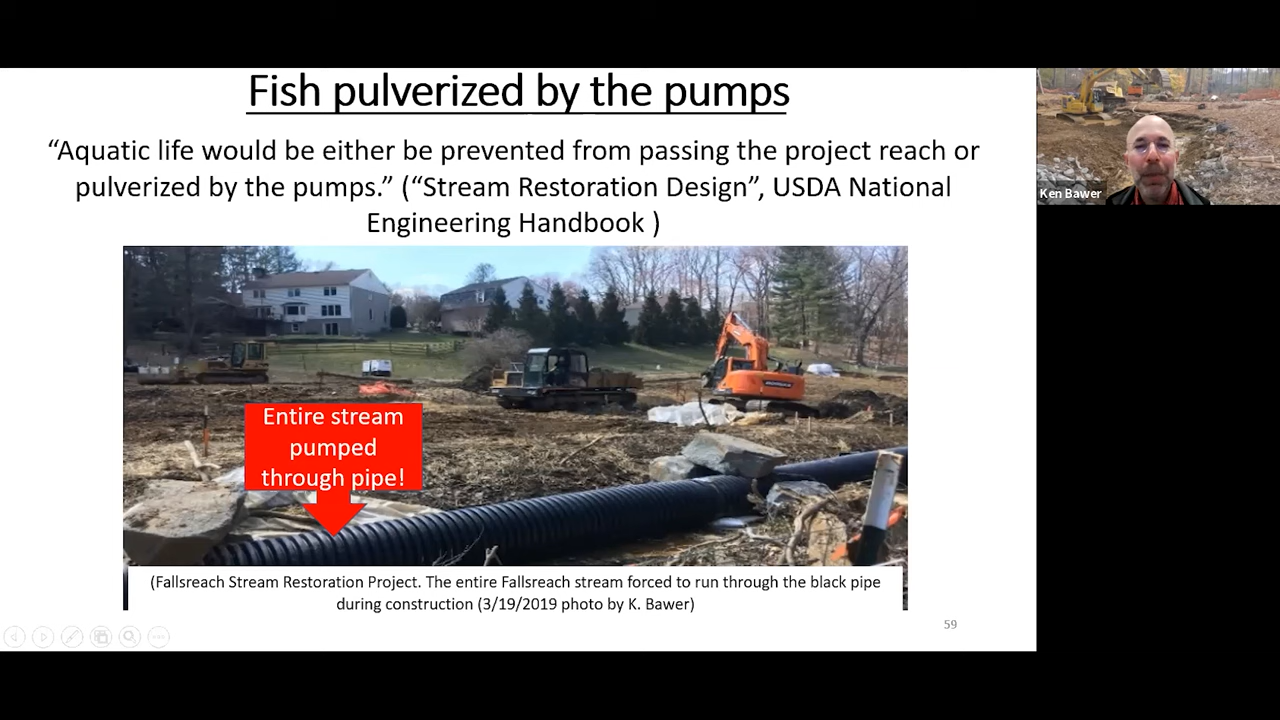 Fish pulverized by the pumps
“Aquatic life would be either be prevented from passing the project reach or
pulverized by the pumps.” (“Stream Restoration Design”, USDA National
Engineering Handbook )
Entire stream
pumped
through pipe!
(Fallsreach Stream Restoration Project. The entire Fallsreach stream forced to run through the black pipe
during construction (3/19/2019 photo by K. Bawer)
59
Ken Bawer